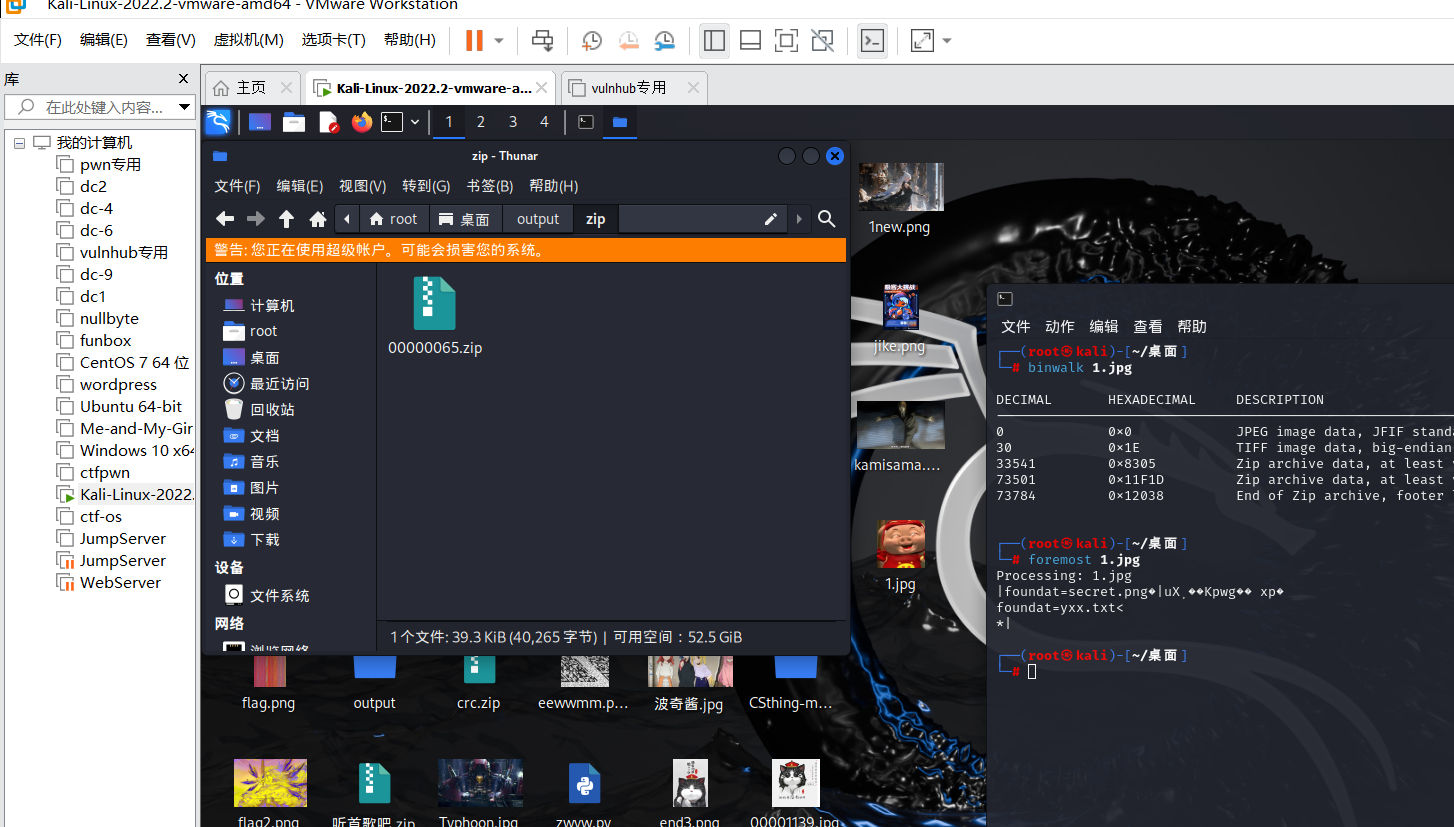 Kali-Linux-2022.2-vmware-amd64 - VMware Workstation
文件(F) 编辑(E) 查看(V) 虚拟机(M) 选项卡(T) 帮助(H)
库
在此处键入内容...
我的计算机
pwn专用
dc2
dc-4
dc-6
vulnhub专用
dc-9
dc1
nullbyte
funbox
CentOS 7 64 位
wordpress
Ubuntu 64-bit
Me-and-My-Gir
Windows 10 x64
ctfpwn
Kali-Linux-2022.
ctf-os
JumpServer
JumpServer
WebServer
主页 Kali-Linux-2022.2-vmware-a... vulnhub专用
1 2 3 4
zip - Thunar
文件(F) 编辑(E) 视图(V) 转到(G) 书签(B) 帮助(H)
root 桌面 output zip
警告: 您正在使用超级帐户。可能会损害您的系统。
位置
计算机
root
桌面
最近访问
回收站
文档
音乐
图片
视频
下载
设备
文件系统
网络
浏览网络
00000065.zip
1个文件: 39.3 KiB (40,265 字节) | 可用空间: 52.5 GiB
1new.png
极客大挑战
jike.png
kamisama....
1.jpg
flag.png output crc.zip eewwmm.p... 波奇酱.jpg CSthing-m...
flag2.png 听首歌吧.zip Typhoon.jpg zwyw.py end3.png 00001139.jpg
文件 动作 编辑 查看 帮助
┌──(root㉿kali)-[~/桌面]
└─# binwalk 1.jpg
DECIMAL HEXADECIMAL DESCRIPTION
0 0×0 JPEG image data, JFIF standa
30 0×1E TIFF image data, big-endian
33541 0×8305 Zip archive data, at least v
73501 0×11F1D Zip archive data, at least v
73784 0×12038 End of Zip archive, footer l
┌──(root㉿kali)-[~/桌面]
└─# foremost 1.jpg
Processing: 1.jpg
|foundat=secret.png�|uX˛��Kpwg�� xp�
foundat=yxx.txt<
*|
┌──(root㉿kali)-[~/桌面]
└─#